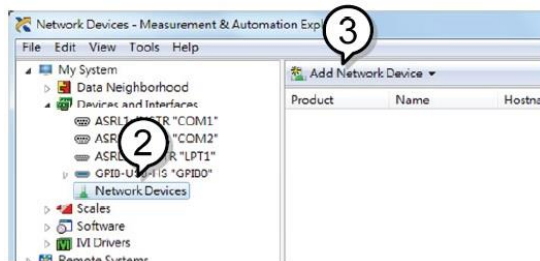 Network Devices - Measurement & Automation Exp
3
File Edit View Tools Help
My System
Data Neighborhood
Devices and Interfaces
ASRL1 "COM1"
2
"COM2"
"LPT1"
GPIB-USB-HS "GPIB0"
Network Devices
Scales
Software
IVI Drivers
Remote Systems
Add Network Device
Product Name Hostna